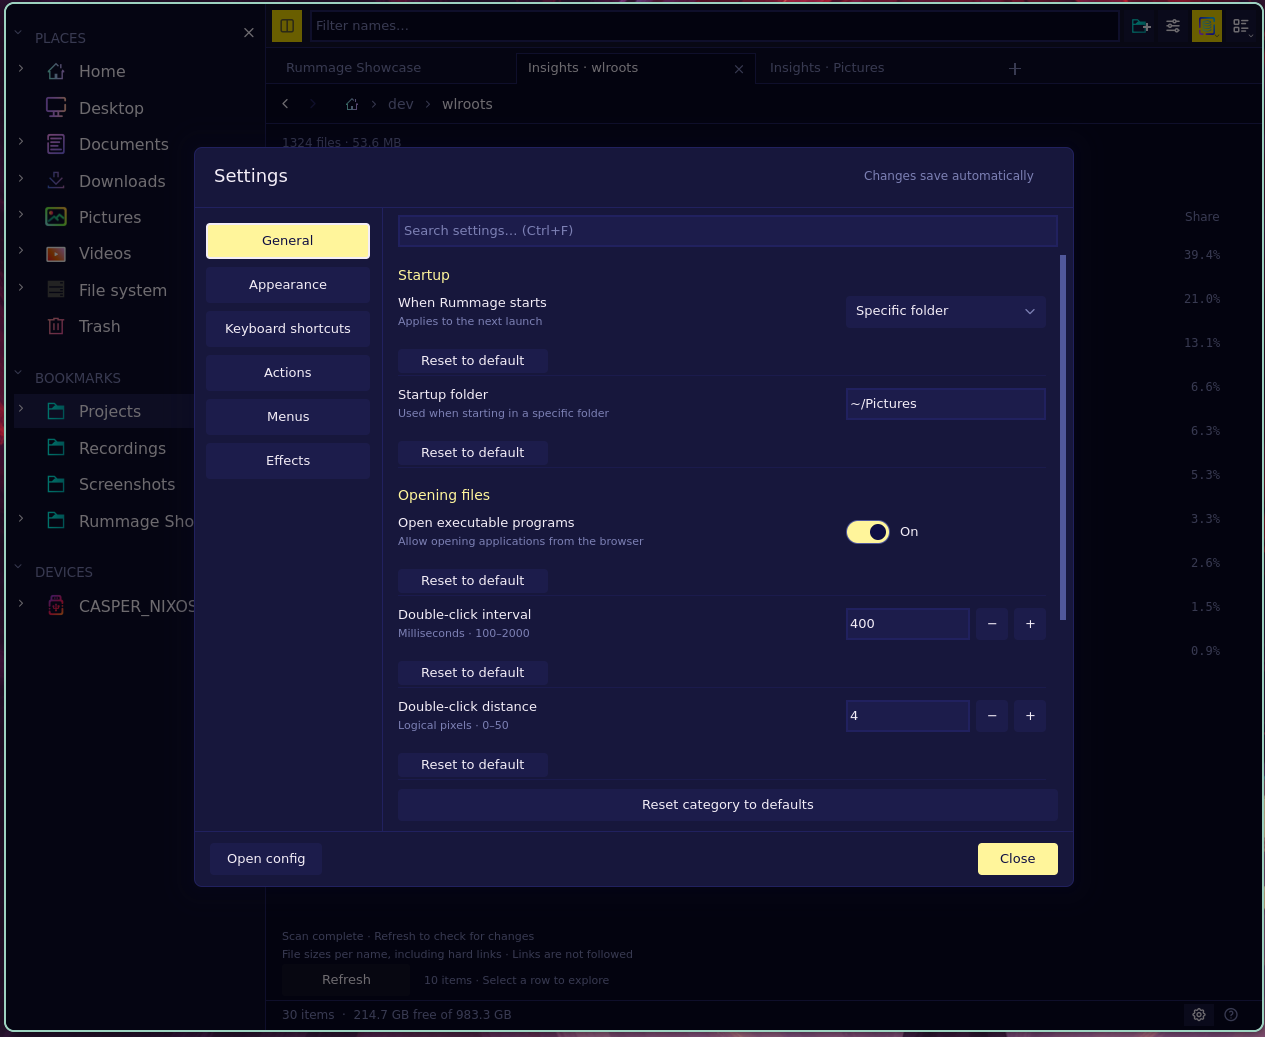 PLACES
Home
Desktop
Documents
Downloads
Pictures
Videos
File system
Trash
BOOKMARKS
Projects
Recordings
Screenshots
Rummage Sho
DEVICES
CASPER_NIXOS
Filter names...
Rummage Showcase
Insights · wlroots
Insights · Pictures
dev › wlroots
1324 files · 53.6 MB
Share
39.4%
21.0%
13.1%
6.6%
6.3%
5.3%
3.3%
2.6%
1.5%
0.9%
Settings
Changes save automatically
General
Appearance
Keyboard shortcuts
Actions
Menus
Effects
Search settings... (Ctrl+F)
Startup
When Rummage starts
Applies to the next launch
Specific folder
Reset to default
Startup folder
Used when starting in a specific folder
~/Pictures
Reset to default
Opening files
Open executable programs
Allow opening applications from the browser
On
Reset to default
Double-click interval
Milliseconds · 100–2000
400
− +
Reset to default
Double-click distance
Logical pixels · 0–50
4
− +
Reset to default
Reset category to defaults
Open config
Close
Scan complete · Refresh to check for changes
File sizes per name, including hard links · Links are not followed
Refresh
10 items · Select a row to explore
30 items · 214.7 GB free of 983.3 GB